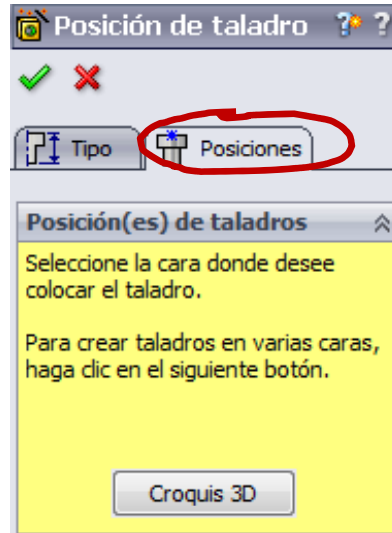 Posición de taladro ? ?
Tipo
Posiciones
Posición(es) de taladros
Seleccione la cara donde desee
colocar el taladro.
Para crear taladros en varias caras,
haga clic en el siguiente botón.
Croquis 3D